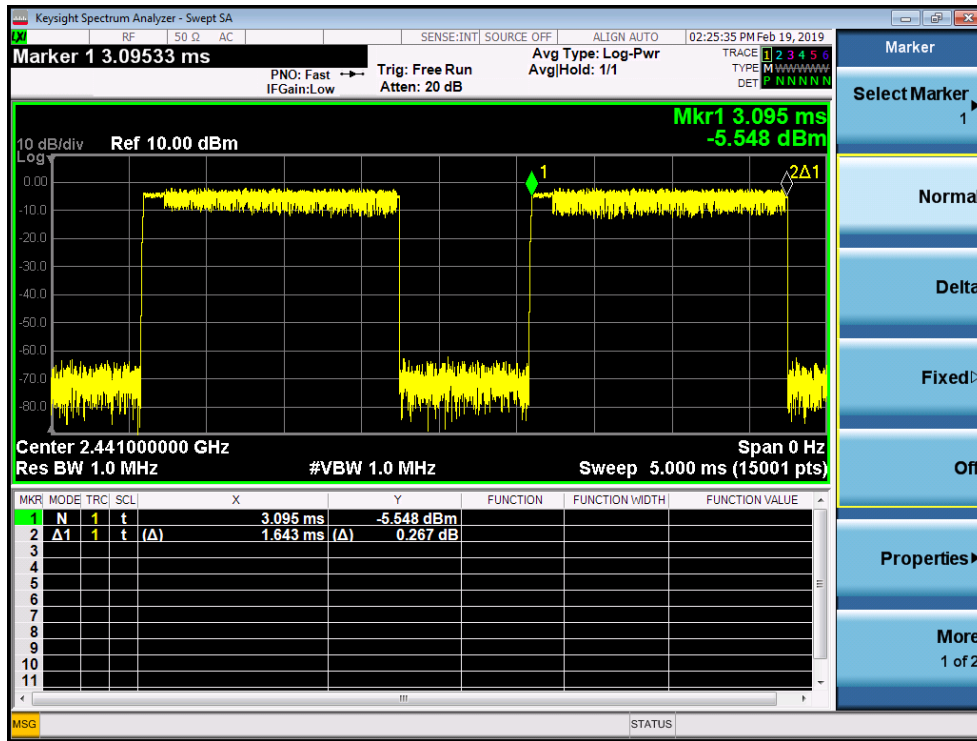 Keysight Spectrum Analyzer - Swept SA
LXI RF 50 Ω AC SENSE:INT SOURCE OFF ALIGN AUTO 02:25:35 PM Feb 19, 2019
Marker 1 3.09533 ms
PNO: Fast
IFGain:Low
Trig: Free Run
Atten: 20 dB
Avg Type: Log-Pwr
Avg|Hold: 1/1
TRACE 1 2 3 4 5 6
TYPE M W W W W W
DET P N N N N N
Mkr1 3.095 ms
-5.548 dBm
10 dB/div Ref 10.00 dBm
Log
1
2Δ1
0.00
-10.0
-20.0
-30.0
-40.0
-50.0
-60.0
-70.0
-80.0
Center 2.441000000 GHz Span 0 Hz
Res BW 1.0 MHz #VBW 1.0 MHz Sweep 5.000 ms (15001 pts)
MKR MODE TRC SCL X Y FUNCTION FUNCTION WIDTH FUNCTION VALUE
1 N 1 t 3.095 ms -5.548 dBm
2 Δ1 1 t (Δ) 1.643 ms (Δ) 0.267 dB
3
4
5
6
7
8
9
10
11
MSG STATUS
Marker
Select Marker
1
Normal
Delta
Fixed
Off
Properties
More
1 of 2